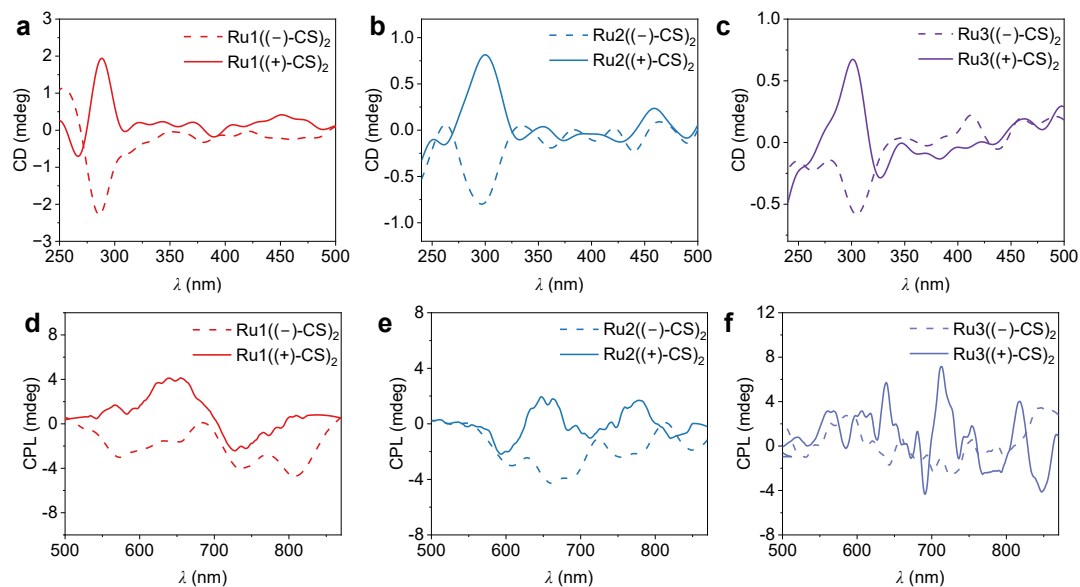 a
Ru1((−)-CS)₂
Ru1((+)-CS)₂
CD (mdeg)
3
2
1
0
−1
−2
−3
250 300 350 400 450 500
λ (nm)
b
Ru2((−)-CS)₂
Ru2((+)-CS)₂
CD (mdeg)
1.0
0.5
0.0
-0.5
-1.0
250 300 350 400 450 500
λ (nm)
c
Ru3((−)-CS)₂
Ru3((+)-CS)₂
CD (mdeg)
1.0
0.5
0.0
-0.5
250 300 350 400 450 500
λ (nm)
d
Ru1((−)-CS)₂
Ru1((+)-CS)₂
CPL (mdeg)
8
4
0
-4
-8
500 600 700 800
λ (nm)
e
Ru2((−)-CS)₂
Ru2((+)-CS)₂
CPL (mdeg)
8
4
0
-4
-8
500 600 700 800
λ (nm)
f
Ru3((−)-CS)₂
Ru3((+)-CS)₂
CPL (mdeg)
12
8
4
0
-4
-8
500 600 700 800
λ (nm)